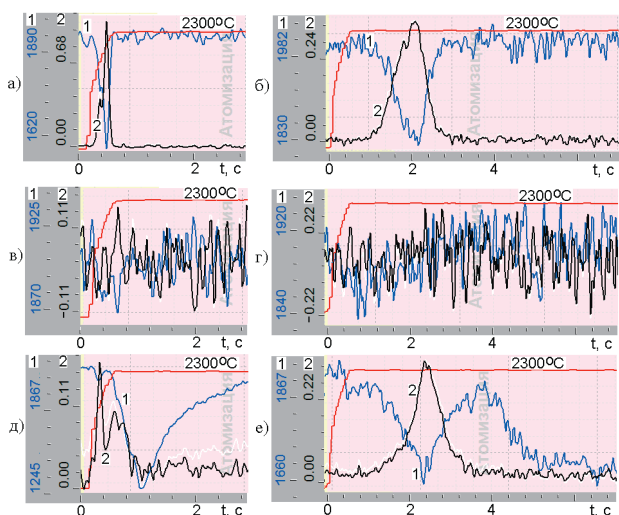 а)
1 2
1890
1620
0.68
0.00
1
2
2300ºC
Атомизация
2
t, с
б)
1 2
1982
1830
0.24
0.00
1
2
2300ºC
Атомизация
0 2 4
t, с
в)
1 2
1925
1870
0.11
−0.11
2300ºC
Атомизация
0 2
t, с
г)
1 2
1920
1840
0.22
−0.22
2300ºC
Атомизация
0 2 4 6
t, с
д)
1 2
1867
1245
0.11
0.00
1
2
2300ºC
Атомизация
0 2
t, с
е)
1 2
1867
1660
0.22
0.00
2
1
2300ºC
Атомизация
0 2 4 6
t, с